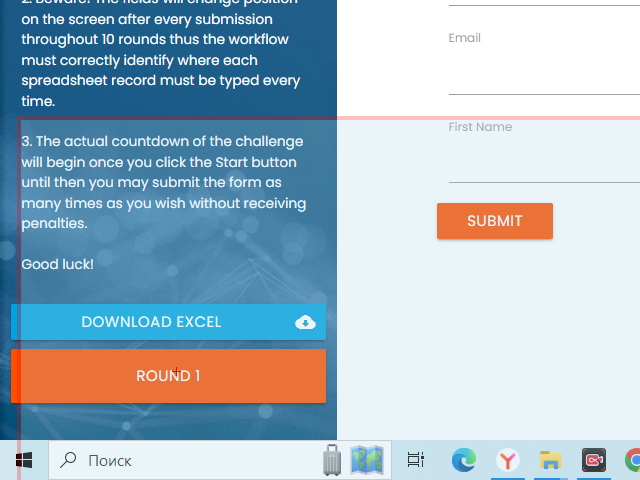 2. Beware! The fields will change position
on the screen after every submission
throughout 10 rounds thus the workflow
must correctly identify where each
spreadsheet record must be typed every
time.
3. The actual countdown of the challenge
will begin once you click the Start button
until then you may submit the form as
many times as you wish without receiving
penalties.
Good luck!
DOWNLOAD EXCEL
ROUND 1
Email
First Name
SUBMIT
Поиск